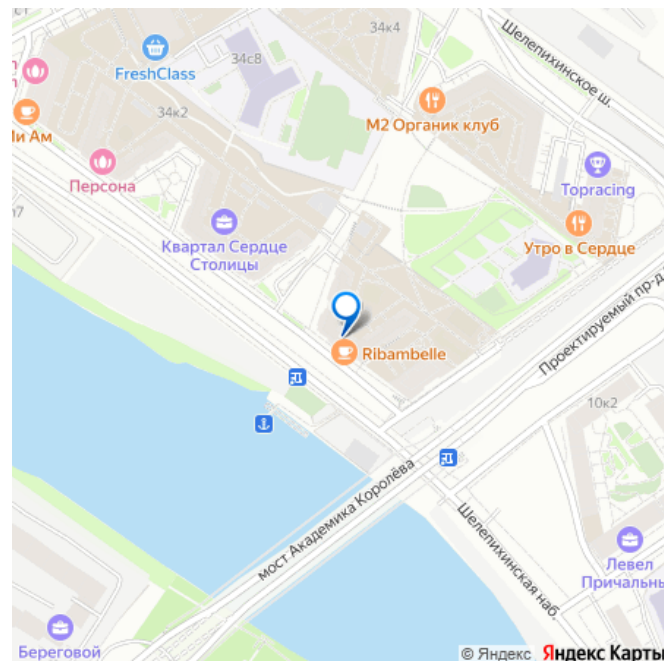 34к4
Шелепихинское ш.
34с8
FreshClass
34к2
М2 Органик клуб
Ми Ам
Персона
Topracing
Квартал Сердце
Столицы
Утро в Сердце
Проектируемый пр-д
Ribambelle
10к2
мост Академика Королёва
Шелепихинская наб.
Левел
Причальны
Береговой
© Яндекс Яндекс Карты